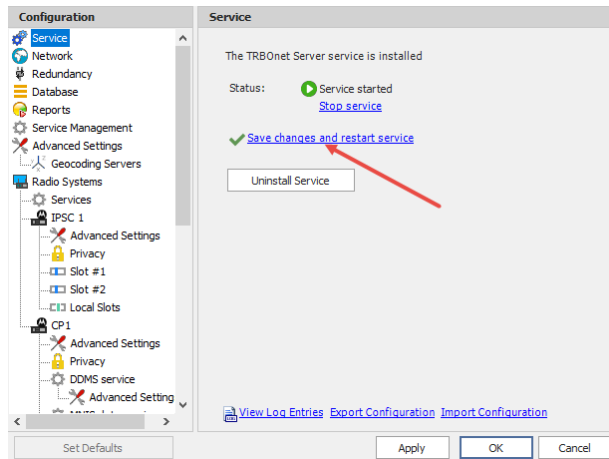 Configuration
Service
Network
Redundancy
Database
Reports
Service Management
Advanced Settings
Geocoding Servers
Radio Systems
Services
IPSC 1
Advanced Settings
Privacy
Slot #1
Slot #2
Local Slots
CP1
Advanced Settings
Privacy
DDMS service
Advanced Setting
Set Defaults
Service
The TRBOnet Server service is installed
Status: Service started
Stop service
Save changes and restart service
Uninstall Service
View Log Entries Export Configuration Import Configuration
Apply OK Cancel